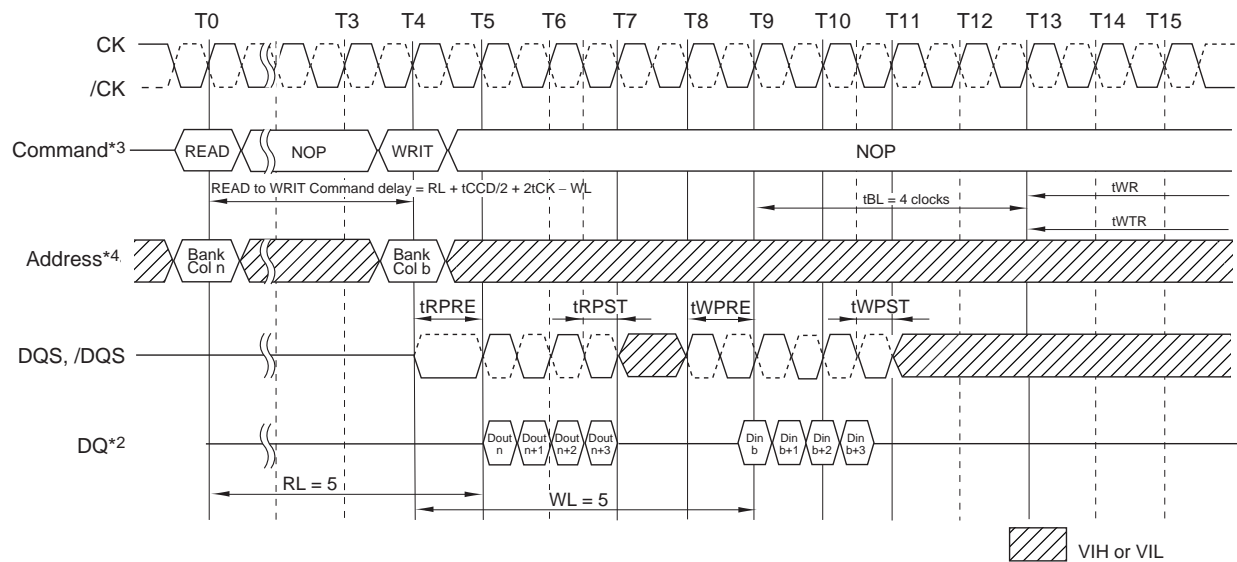 T0 T3 T4 T5 T6 T7 T8 T9 T10 T11 T12 T13 T14 T15
CK
/CK
Command*3 READ NOP WRIT NOP
READ to WRIT Command delay = RL + tCCD/2 + 2tCK − WL
tBL = 4 clocks
tWR
tWTR
Address*4 Bank Col n Bank Col b
tRPRE tRPST tWPRE tWPST
DQS, /DQS
DQ*2 Dout n Dout n+1 Dout n+2 Dout n+3 Din b Din b+1 Din b+2 Din b+3
RL = 5
WL = 5
VIH or VIL